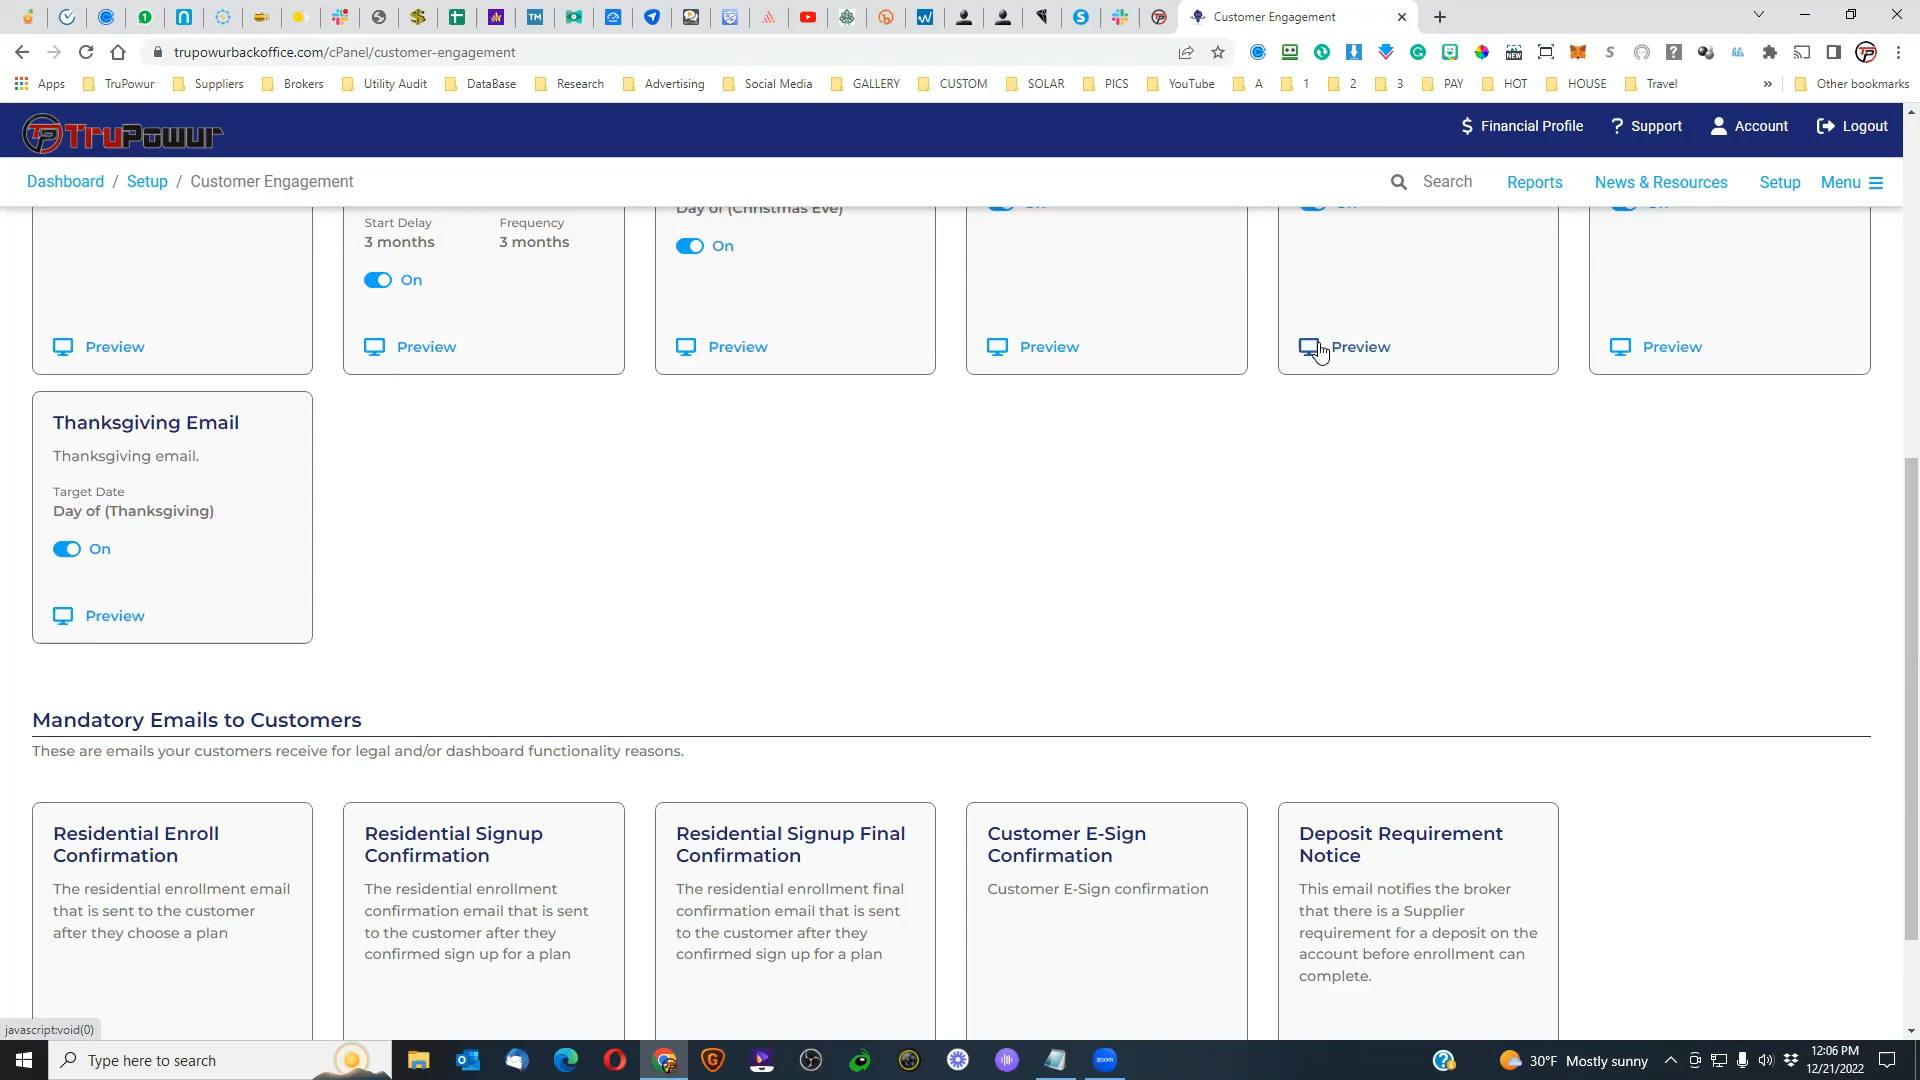 Customer Engagement
trupowurbackoffice.com/cPanel/customer-engagement
Apps TruPowur Suppliers Brokers Utility Audit DataBase Research Advertising Social Media GALLERY CUSTOM SOLAR PICS YouTube A 1 2 3 PAY HOT HOUSE Travel » Other bookmarks
TruPowur
$ Financial Profile ? Support Account Logout
Dashboard / Setup / Customer Engagement
Search Reports News & Resources Setup Menu
Start Delay Frequency
3 months 3 months
On
Day of (Christmas Eve)
On
Preview Preview Preview Preview Preview Preview
Thanksgiving Email
Thanksgiving email.
Target Date
Day of (Thanksgiving)
On
Preview
Mandatory Emails to Customers
These are emails your customers receive for legal and/or dashboard functionality reasons.
Residential Enroll
Confirmation
The residential enrollment email
that is sent to the customer
after they choose a plan
Residential Signup
Confirmation
The residential enrollment
confirmation email that is sent
to the customer after they
confirmed sign up for a plan
Residential Signup Final
Confirmation
The residential enrollment final
confirmation email that is sent
to the customer after they
confirmed sign up for a plan
Customer E-Sign
Confirmation
Customer E-Sign confirmation
Deposit Requirement
Notice
This email notifies the broker
that there is a Supplier
requirement for a deposit on the
account before enrollment can
complete.
javascript:void(0)
Type here to search
zoom
30°F Mostly sunny
12:06 PM
12/21/2022